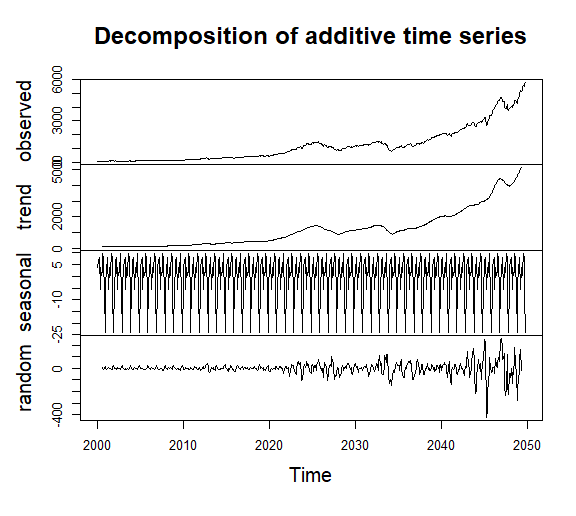 Decomposition of additive time series
observed
0 3000 6000
trend
0 2000 5000
seasonal
-25 -10 5
random
-400 0
2000 2010 2020 2030 2040 2050
Time